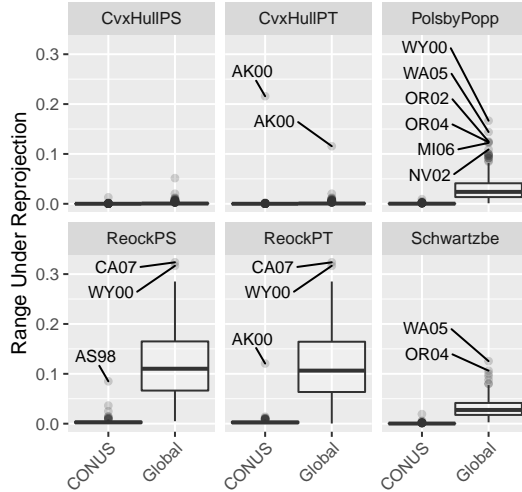 CvxHullPS CvxHullPT PolsbyPopp
0.3
0.2
0.1
0.0
AK00
AK00
WY00
WA05
OR02
OR04
MI06
NV02
Range Under Reprojection
ReockPS ReockPT Schwartzbe
0.3
0.2
0.1
0.0
CA07
WY00
AS98
CA07
WY00
AK00
WA05
OR04
CONUS Global CONUS Global CONUS Global